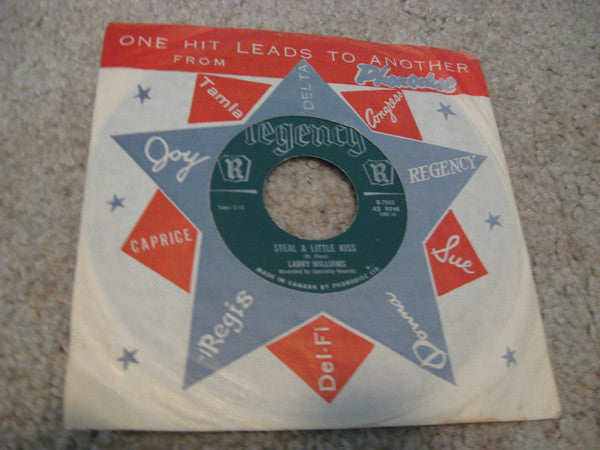 ONE HIT LEADS TO ANOTHER
FROM
Phonodisc
Tamla
DELTA
Congress
Joy
REGENCY
CAPRICE
Sue
Regis
Donna
Del-Fi
regency
R
R
45 RPM
STEAL A LITTLE KISS
LARRY WILLIAMS
Recorded by Specialty Records
MADE IN CANADA BY PHONODISC LTD.